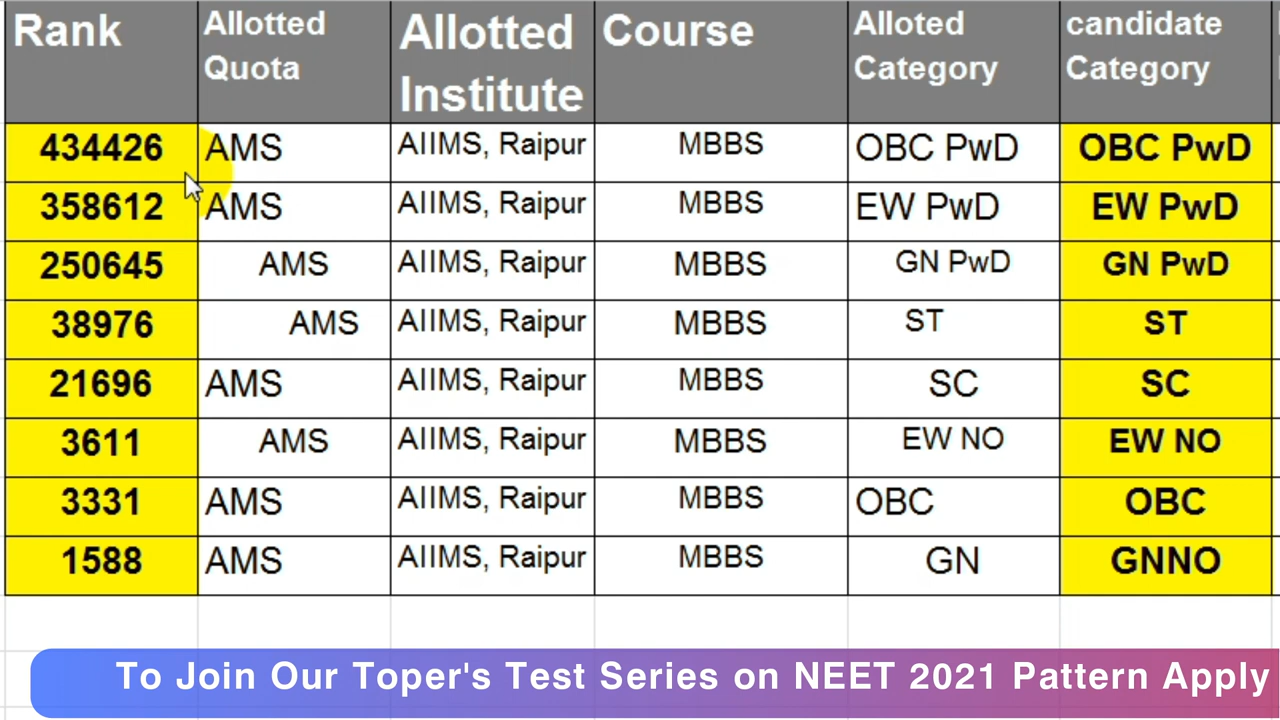 Rank Allotted Quota Allotted Institute Course Alloted Category candidate Category
434426 AMS AIIMS, Raipur MBBS OBC PwD OBC PwD
358612 AMS AIIMS, Raipur MBBS EW PwD EW PwD
250645 AMS AIIMS, Raipur MBBS GN PwD GN PwD
38976 AMS AIIMS, Raipur MBBS ST ST
21696 AMS AIIMS, Raipur MBBS SC SC
3611 AMS AIIMS, Raipur MBBS EW NO EW NO
3331 AMS AIIMS, Raipur MBBS OBC OBC
1588 AMS AIIMS, Raipur MBBS GN GNNO
To Join Our Toper's Test Series on NEET 2021 Pattern Apply